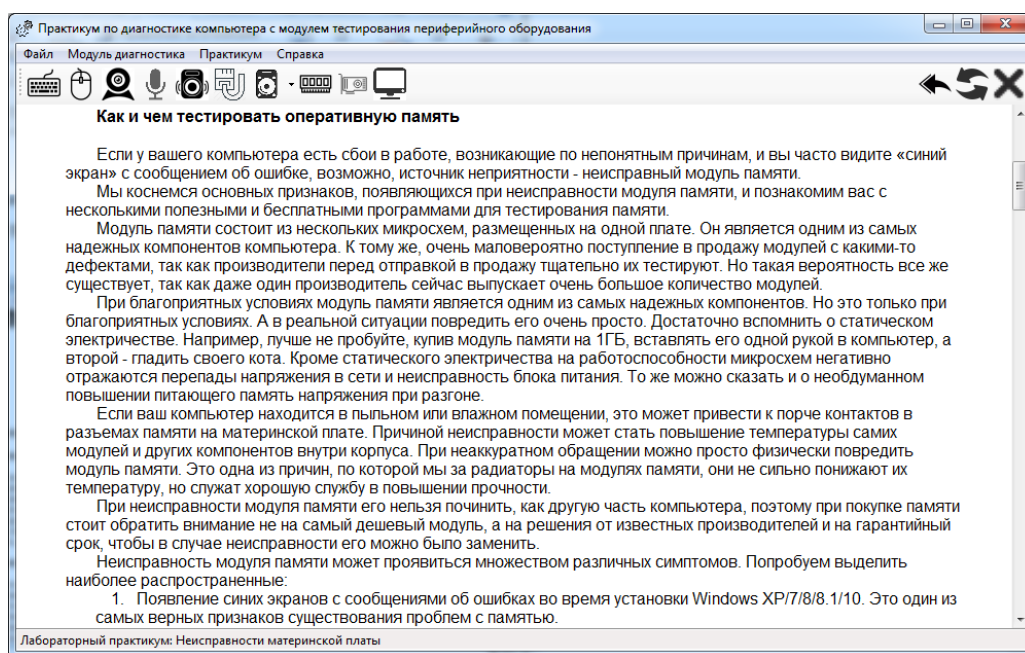 Практикум по диагностике компьютера с модулем тестирования периферийного оборудования
Файл Модуль диагностика Практикум Справка
Как и чем тестировать оперативную память
Если у вашего компьютера есть сбои в работе, возникающие по непонятным причинам, и вы часто видите «синий
экран» с сообщением об ошибке, возможно, источник неприятности - неисправный модуль памяти.
Мы коснемся основных признаков, появляющихся при неисправности модуля памяти, и познакомим вас с
несколькими полезными и бесплатными программами для тестирования памяти.
Модуль памяти состоит из нескольких микросхем, размещенных на одной плате. Он является одним из самых
надежных компонентов компьютера. К тому же, очень маловероятно поступление в продажу модулей с какими-то
дефектами, так как производители перед отправкой в продажу тщательно их тестируют. Но такая вероятность все же
существует, так как даже один производитель сейчас выпускает очень большое количество модулей.
При благоприятных условиях модуль памяти является одним из самых надежных компонентов. Но это только при
благоприятных условиях. А в реальной ситуации повредить его очень просто. Достаточно вспомнить о статическом
электричестве. Например, лучше не пробуйте, купив модуль памяти на 1ГБ, вставлять его одной рукой в компьютер, а
второй - гладить своего кота. Кроме статического электричества на работоспособности микросхем негативно
отражаются перепады напряжения в сети и неисправность блока питания. То же можно сказать и о необдуманном
повышении питающего память напряжения при разгоне.
Если ваш компьютер находится в пыльном или влажном помещении, это может привести к порче контактов в
разъемах памяти на материнской плате. Причиной неисправности может стать повышение температуры самих
модулей и других компонентов внутри корпуса. При неаккуратном обращении можно просто физически повредить
модуль памяти. Это одна из причин, по которой мы за радиаторы на модулях памяти, они не сильно понижают их
температуру, но служат хорошую службу в повышении прочности.
При неисправности модуля памяти его нельзя починить, как другую часть компьютера, поэтому при покупке памяти
стоит обратить внимание не на самый дешевый модуль, а на решения от известных производителей и на гарантийный
срок, чтобы в случае неисправности его можно было заменить.
Неисправность модуля памяти может проявиться множеством различных симптомов. Попробуем выделить
наиболее распространенные:
1. Появление синих экранов с сообщениями об ошибках во время установки Windows XP/7/8/8.1/10. Это один из
самых верных признаков существования проблем с памятью.
Лабораторный практикум: Неисправности материнской платы